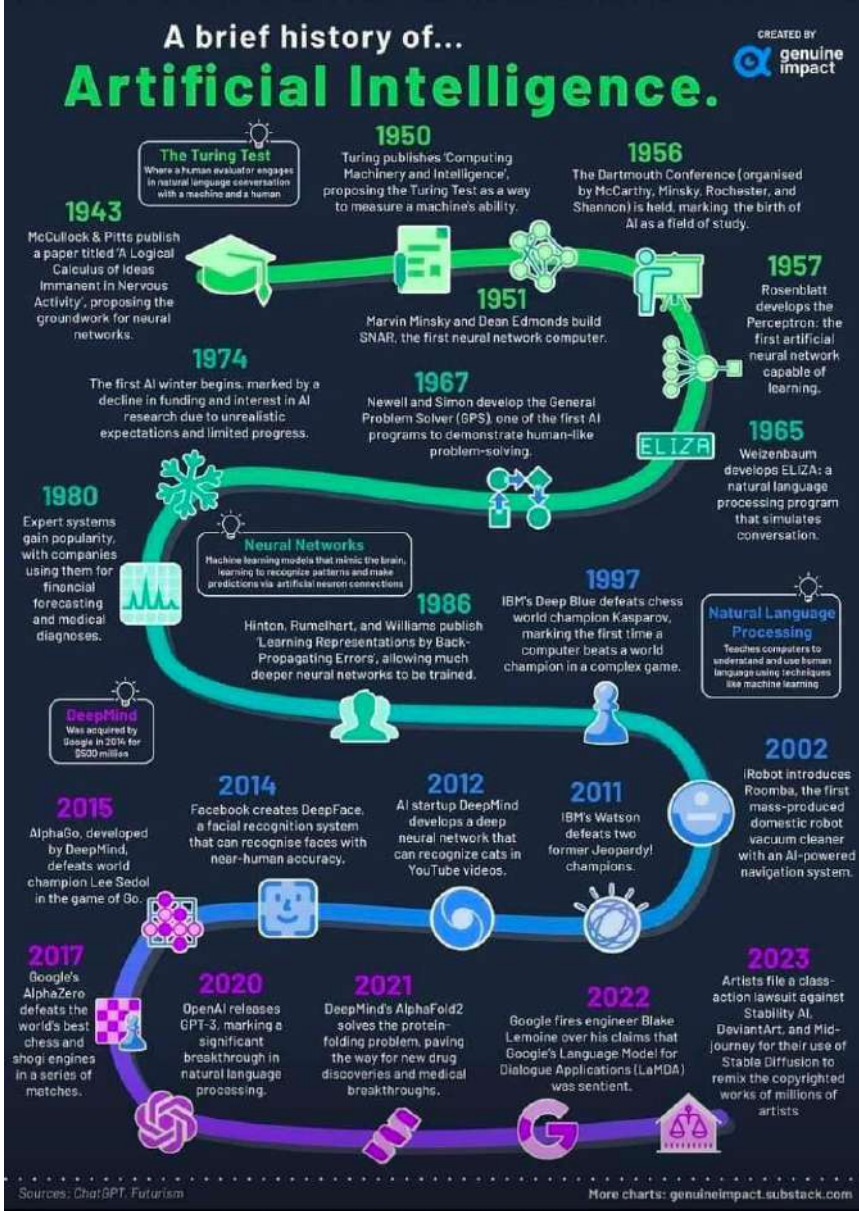 A brief history of...
Artificial Intelligence.
CREATED BY
genuine
impact
The Turing Test
Where a human evaluator engages
in natural language conversation
with a machine and a human
1943
McCullock & Pitts publish
a paper titled 'A Logical
Calculus of Ideas
Immanent in Nervous
Activity', proposing the
groundwork for neural
networks.
1950
Turing publishes 'Computing
Machinery and Intelligence',
proposing the Turing Test as a way
to measure a machine's ability.
1951
Marvin Minsky and Dean Edmonds build
SNAR, the first neural network computer.
1956
The Dartmouth Conference (organised
by McCarthy, Minsky, Rochester, and
Shannon) is held, marking the birth of
AI as a field of study.
1957
Rosenblatt
develops the
Perceptron: the
first artificial
neural network
capable of
learning.
ELIZA
1965
Weizenbaum
develops ELIZA: a
natural language
processing program
that simulates
conversation.
1967
Newell and Simon develop the General
Problem Solver (GPS), one of the first AI
programs to demonstrate human-like
problem-solving.
1974
The first AI winter begins, marked by a
decline in funding and interest in AI
research due to unrealistic
expectations and limited progress.
1980
Expert systems
gain popularity,
with companies
using them for
financial
forecasting
and medical
diagnoses.
Neural Networks
Machine learning models that mimic the brain,
learning to recognize patterns and make
predictions via artificial neuron connections
1986
Hinton, Rumelhart, and Williams publish
'Learning Representations by Back-
Propagating Errors', allowing much
deeper neural networks to be trained.
1997
IBM's Deep Blue defeats chess
world champion Kasparov,
marking the first time a
computer beats a world
champion in a complex game.
Natural Language
Processing
Teaches computers to
understand and use human
language using techniques
like machine learning
2002
iRobot introduces
Roomba, the first
mass-produced
domestic robot
vacuum cleaner
with an AI-powered
navigation system.
2011
IBM's Watson
defeats two
former Jeopardy!
champions.
2012
AI startup DeepMind
develops a deep
neural network that
can recognize cats in
YouTube videos.
2014
Facebook creates DeepFace,
a facial recognition system
that can recognise faces with
near-human accuracy.
DeepMind
Was acquired by
Google in 2014 for
$500 million
2015
AlphaGo, developed
by DeepMind,
defeats world
champion Lee Sedol
in the game of Go.
2017
Google's
AlphaZero
defeats the
world's best
chess and
shogi engines
in a series of
matches.
2020
OpenAI releases
GPT-3, marking a
significant
breakthrough in
natural language
processing.
2021
DeepMind's AlphaFold2
solves the protein-
folding problem, paving
the way for new drug
discoveries and medical
breakthroughs.
2022
Google fires engineer Blake
Lemoine over his claims that
Google's Language Model for
Dialogue Applications (LaMDA)
was sentient.
2023
Artists file a class-
action lawsuit against
Stability AI,
DeviantArt, and Mid-
journey for their use of
Stable Diffusion to
remix the copyrighted
works of millions of
artists
Sources: ChatGPT, Futurism
More charts: genuineimpact.substack.com